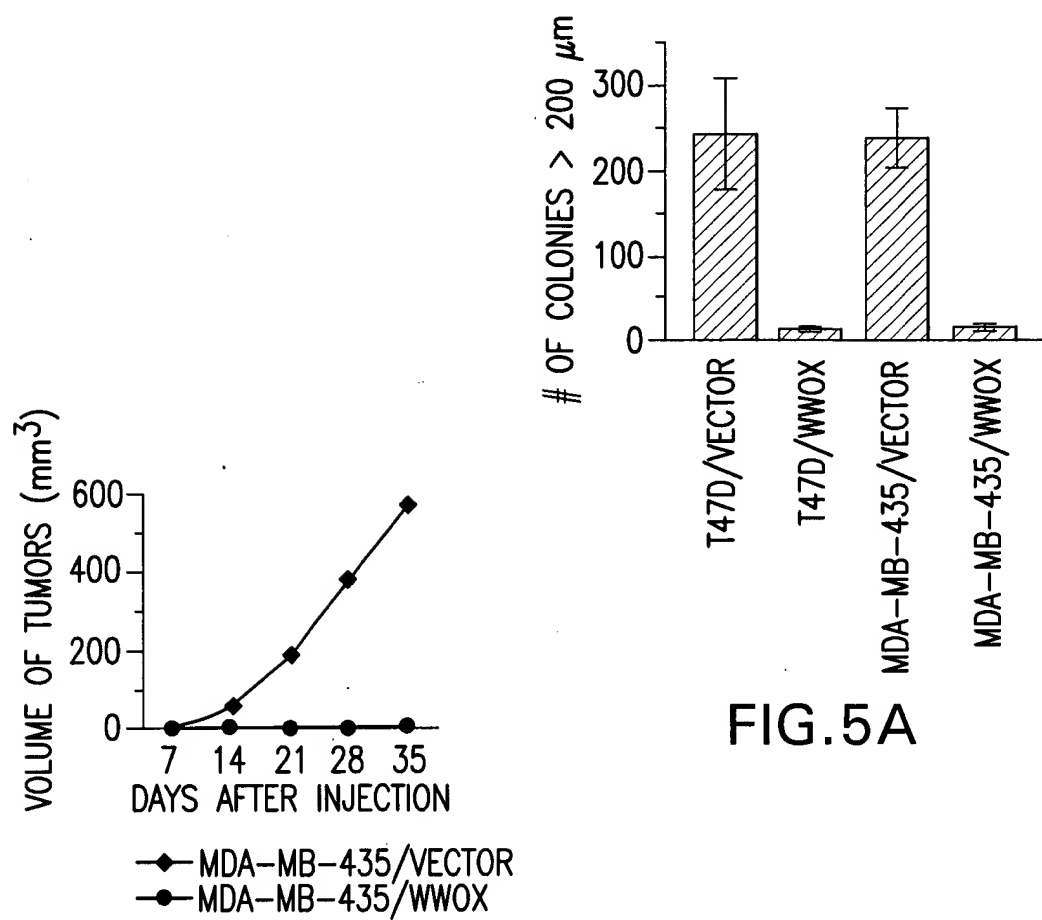 # OF COLONIES > 200 µm
300
200
100
0
T47D/VECTOR
T47D/WWOX
MDA-MB-435/VECTOR
MDA-MB-435/WWOX
FIG.5A
VOLUME OF TUMORS (mm³)
600
400
200
0
7 14 21 28 35
DAYS AFTER INJECTION
MDA-MB-435/VECTOR
MDA-MB-435/WWOX